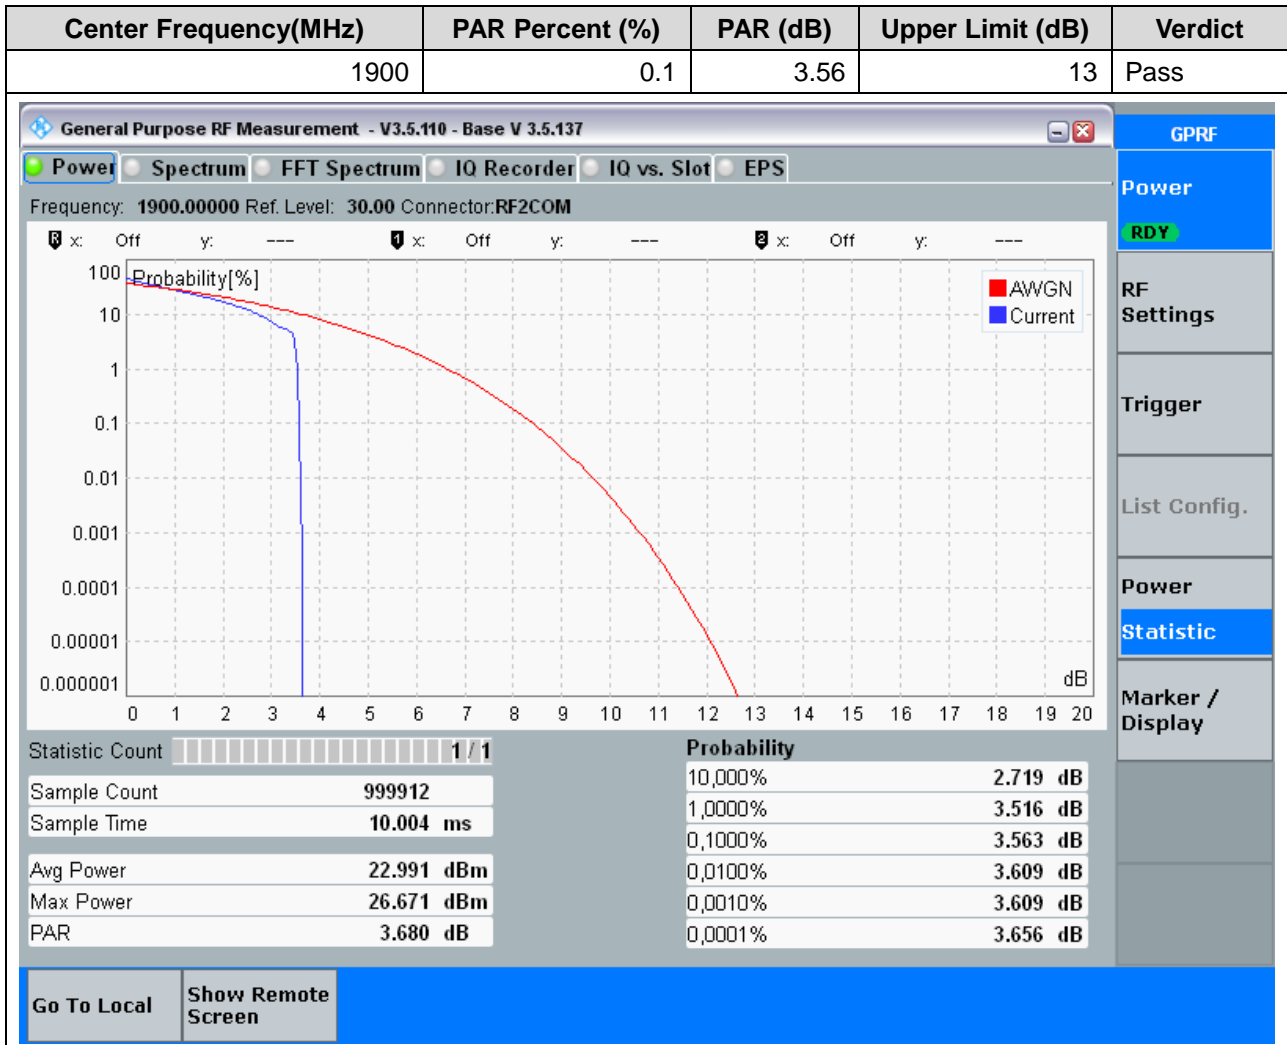 Center Frequency(MHz) PAR Percent (%) PAR (dB) Upper Limit (dB) Verdict
1900 0.1 3.56 13 Pass
General Purpose RF Measurement - V3.5.110 - Base V 3.5.137
GPRF
Power Spectrum FFT Spectrum IQ Recorder IQ vs. Slot EPS
Power
RDY
Frequency: 1900.00000 Ref. Level: 30.00 Connector:RF2COM
R x: Off y: --- 1 x: Off y: --- 2 x: Off y: ---
Probability[%]
AWGN
Current
100
10
1
0.1
0.01
0.001
0.0001
0.00001
0.000001
dB
0 1 2 3 4 5 6 7 8 9 10 11 12 13 14 15 16 17 18 19 20
RF
Settings
Trigger
List Config.
Power
Statistic
Marker /
Display
Statistic Count 1 / 1
Sample Count 999912
Sample Time 10.004 ms
Avg Power 22.991 dBm
Max Power 26.671 dBm
PAR 3.680 dB
Probability
10,000% 2.719 dB
1,0000% 3.516 dB
0,1000% 3.563 dB
0,0100% 3.609 dB
0,0010% 3.609 dB
0,0001% 3.656 dB
Go To Local
Show Remote
Screen